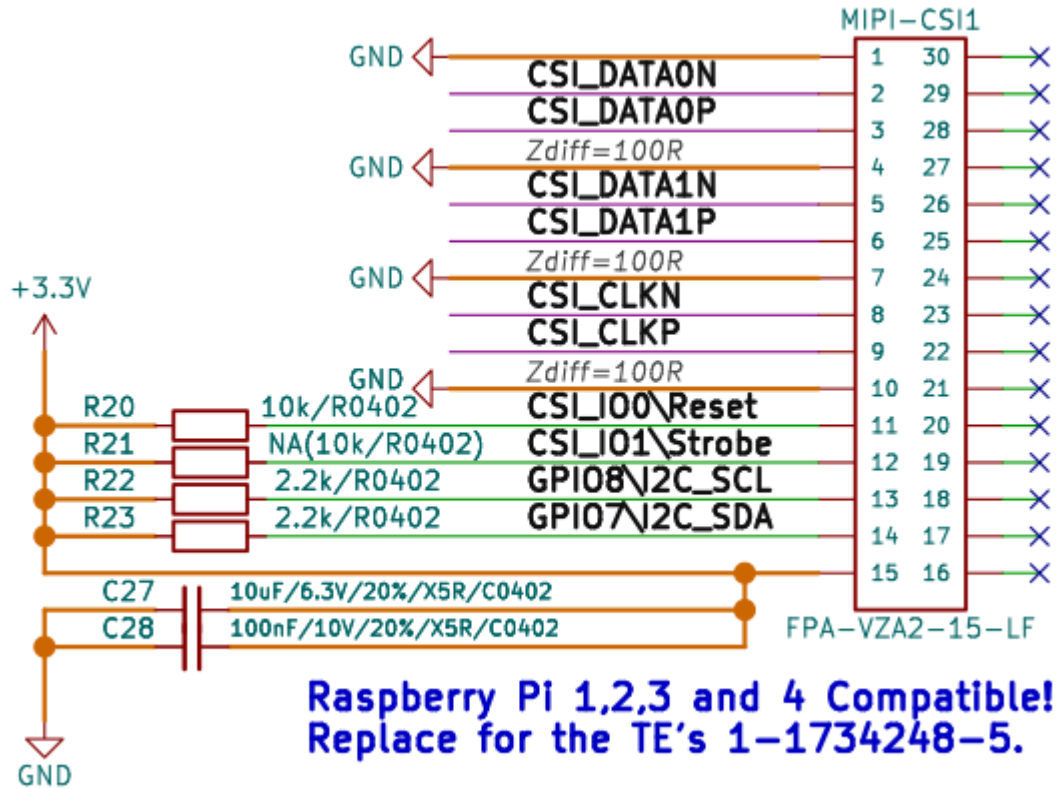 MIPI-CSI1
GND 1 30
CSI_DATA0N
2 29
CSI_DATA0P
3 28
Zdiff=100R
GND 4 27
CSI_DATA1N
5 26
CSI_DATA1P
6 25
Zdiff=100R
GND 7 24
+3.3V
CSI_CLKN
8 23
CSI_CLKP
9 22
Zdiff=100R
GND 10 21
R20 10k/R0402 CSI_IO0\Reset
11 20
R21 NA(10k/R0402) CSI_IO1\Strobe
12 19
R22 2.2k/R0402 GPIO8\I2C_SCL
13 18
R23 2.2k/R0402 GPIO7\I2C_SDA
14 17
15 16
C27 10uF/6.3V/20%/X5R/C0402
C28 100nF/10V/20%/X5R/C0402
FPA-VZA2-15-LF
Raspberry Pi 1,2,3 and 4 Compatible!
Replace for the TE's 1-1734248-5.
GND